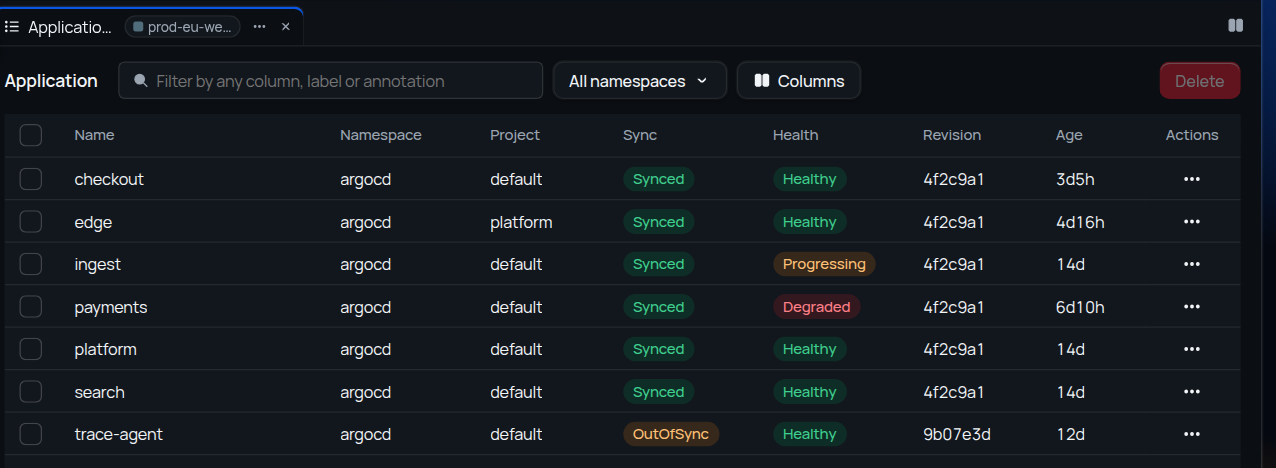 Applicatio... prod-eu-we...
Application Filter by any column, label or annotation All namespaces Columns Delete
Name Namespace Project Sync Health Revision Age Actions
checkout argocd default Synced Healthy 4f2c9a1 3d5h
edge argocd platform Synced Healthy 4f2c9a1 4d16h
ingest argocd default Synced Progressing 4f2c9a1 14d
payments argocd default Synced Degraded 4f2c9a1 6d10h
platform argocd default Synced Healthy 4f2c9a1 14d
search argocd default Synced Healthy 4f2c9a1 14d
trace-agent argocd default OutOfSync Healthy 9b07e3d 12d